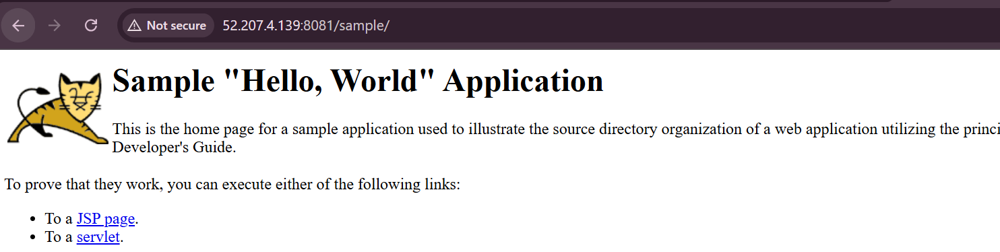 Not secure 52.207.4.139:8081/sample/
Sample "Hello, World" Application
This is the home page for a sample application used to illustrate the source directory organization of a web application utilizing the
Developer's Guide.
To prove that they work, you can execute either of the following links:
• To a JSP page.
• To a servlet.